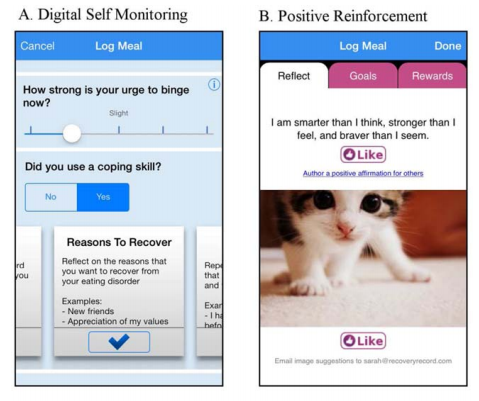 A. Digital Self Monitoring
Cancel Log Meal
How strong is your urge to binge
now?
Slight
Did you use a coping skill?
No Yes
Reasons To Recover
Reflect on the reasons that
you want to recover from
your eating disorder
Examples:
- New friends
- Appreciation of my values
rd
you
Repe
that
and
Exam
- I ha
befo
B. Positive Reinforcement
Log Meal Done
Reflect Goals Rewards
I am smarter than I think, stronger than I
feel, and braver than I seem.
Like
Author a positive affirmation for others
Like
Email image suggestions to sarah@recoveryrecord.com